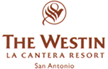 THE WESTIN
LA CANTERA RESORT
San Antonio